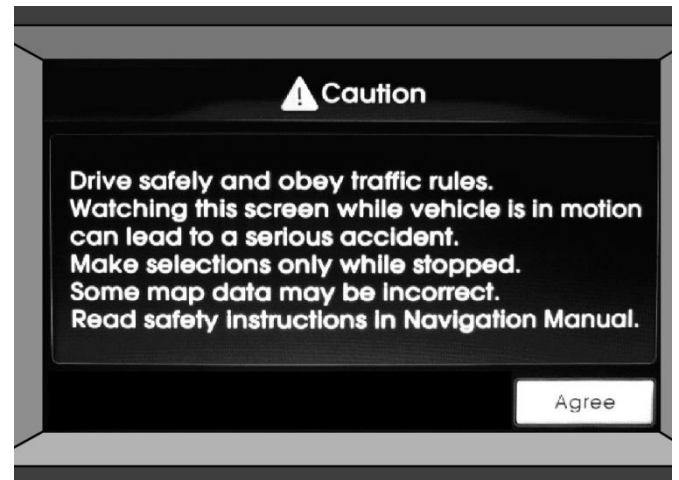 Caution
Drive safely and obey traffic rules.
Watching this screen while vehicle is in motion
can lead to a serious accident.
Make selections only while stopped.
Some map data may be incorrect.
Read safety instructions in Navigation Manual.
Agree